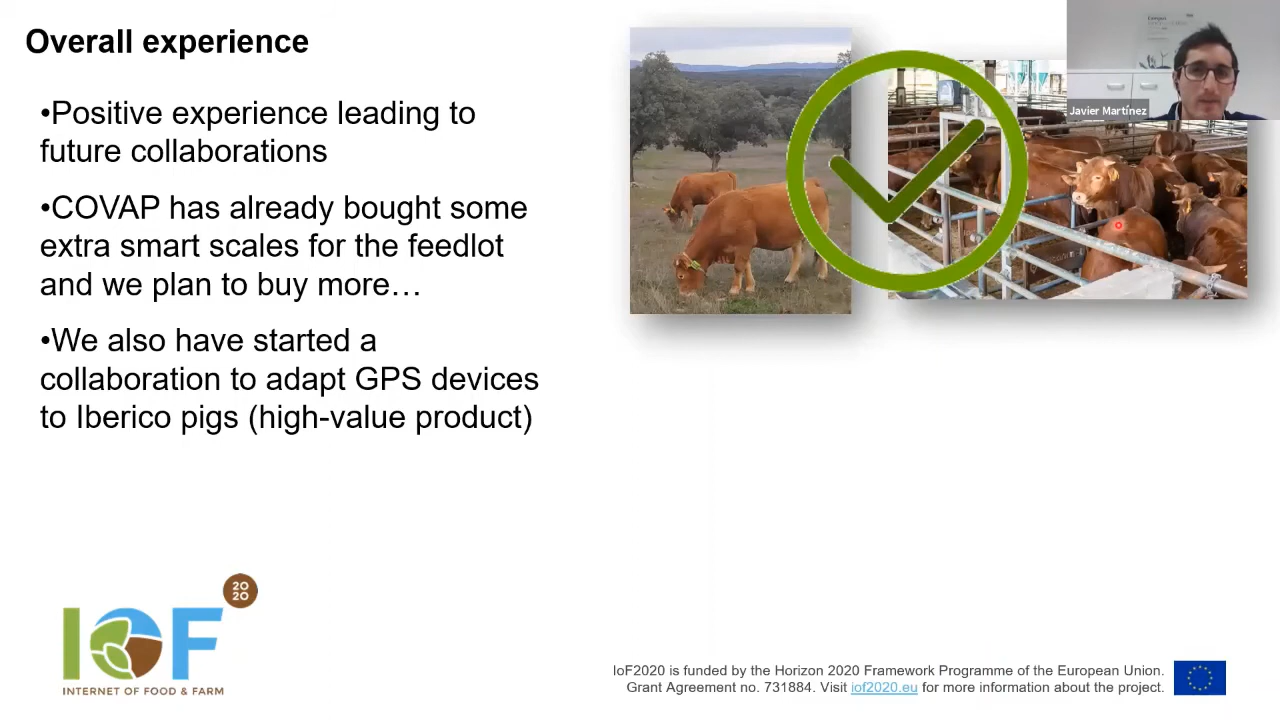 Overall experience
•Positive experience leading to
future collaborations
•COVAP has already bought some
extra smart scales for the feedlot
and we plan to buy more…
•We also have started a
collaboration to adapt GPS devices
to Iberico pigs (high-value product)
Javier Martínez
IOF
20
20
INTERNET OF FOOD & FARM
IoF2020 is funded by the Horizon 2020 Framework Programme of the European Union.
Grant Agreement no. 731884. Visit iof2020.eu for more information about the project.